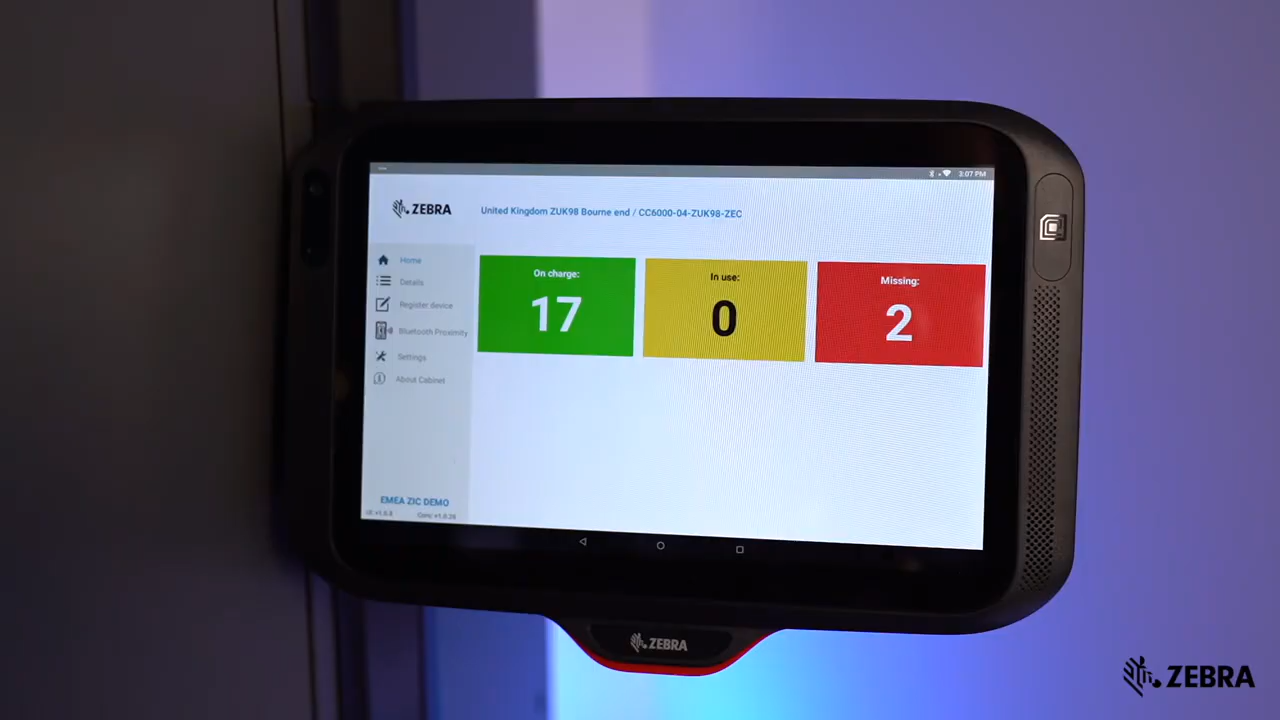 3:07 PM
ZEBRA
United Kingdom ZUK98 Bourne end / CC6000-04-ZUK98-ZEC
Home
Details
Register device
Bluetooth Proximity
Settings
About Cabinet
On charge:
17
In use:
0
Missing:
2
EMEA ZIC DEMO
ZEBRA
ZEBRA